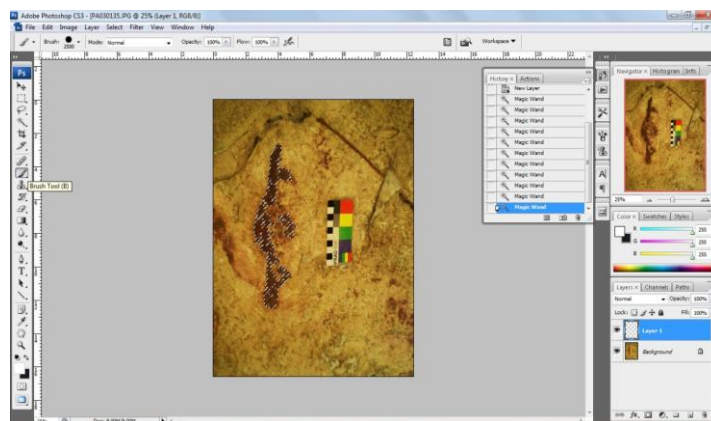 Adobe Photoshop CS3 - [PA030135.JPG @ 25% (Layer 1, RGB/8)]
File Edit Image Layer Select Filter View Window Help
Brush: Mode: Normal Opacity: 100% Flow: 100% Workspace
History x Actions
New Layer
Magic Wand
Magic Wand
Magic Wand
Magic Wand
Magic Wand
Magic Wand
Magic Wand
Magic Wand
Magic Wand
Magic Wand
Magic Wand
Navigator x Histogram Info
25%
Ps
Brush Tool (B)
Color x Swatches Styles
R 255
G 255
B 255
Layers x Channels Paths
Normal Opacity: 100%
Lock: Fill: 100%
Layer 1
Background